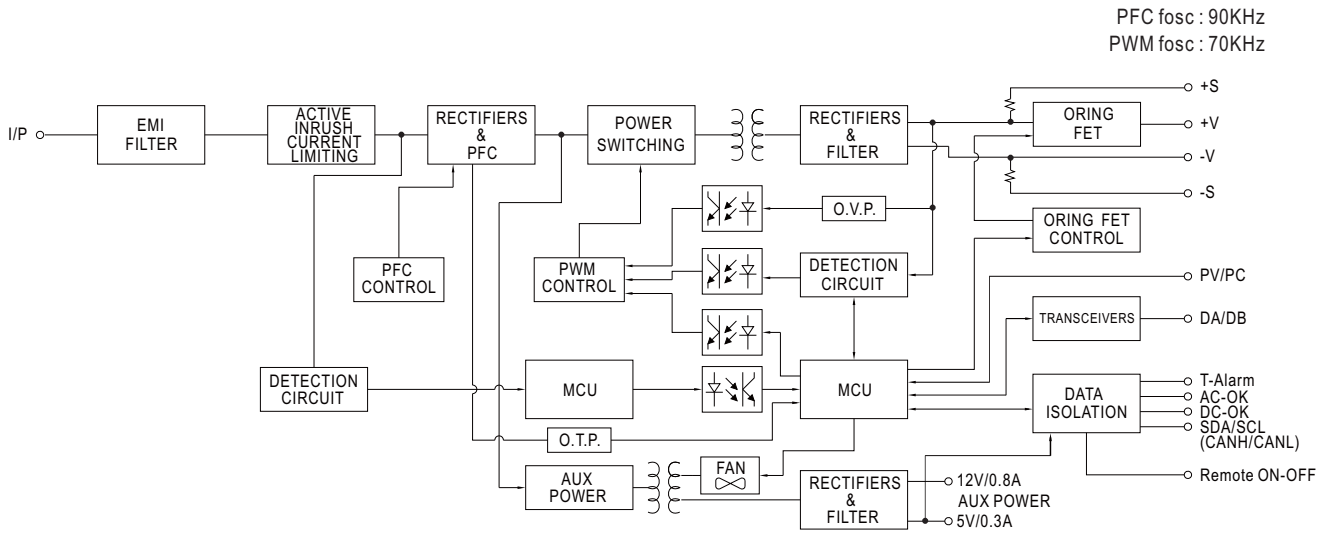 PFC fosc : 90KHz
PWM fosc : 70KHz
I/P
EMI
FILTER
ACTIVE
INRUSH
CURRENT
LIMITING
RECTIFIERS
&
PFC
POWER
SWITCHING
RECTIFIERS
&
FILTER
ORING
FET
+S
+V
-V
-S
O.V.P.
ORING FET
CONTROL
PFC
CONTROL
PWM
CONTROL
DETECTION
CIRCUIT
PV/PC
TRANSCEIVERS
DA/DB
DETECTION
CIRCUIT
MCU
MCU
DATA
ISOLATION
T-Alarm
AC-OK
DC-OK
SDA/SCL
(CANH/CANL)
O.T.P.
Remote ON-OFF
AUX
POWER
FAN
RECTIFIERS
&
FILTER
12V/0.8A
AUX POWER
5V/0.3A